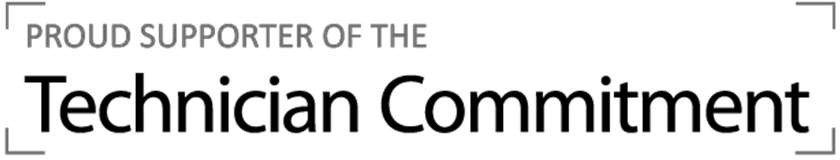 PROUD SUPPORTER OF THE
Technician Commitment